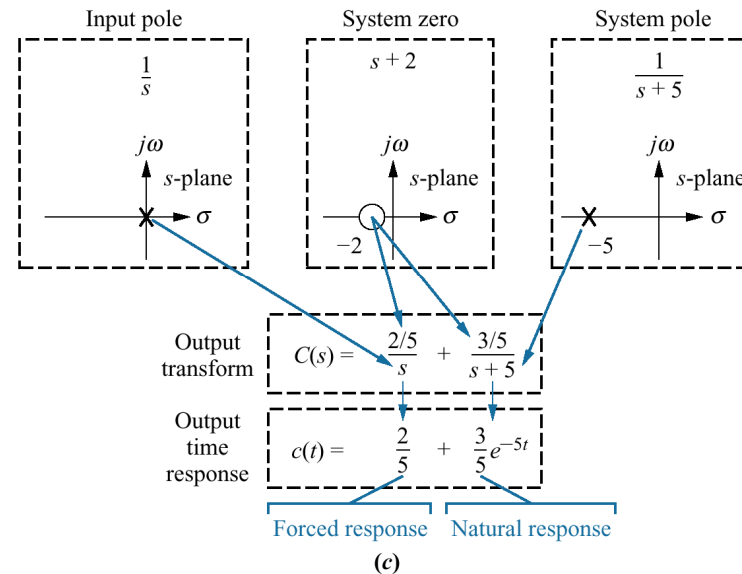 Input pole
System zero
System pole
1/s
s + 2
1/(s + 5)
jω
jω
jω
s-plane
s-plane
s-plane
σ
σ
σ
−2
−5
Output transform
C(s) = (2/5)/s + (3/5)/(s + 5)
Output time response
c(t) = 2/5 + 3/5 e^{−5t}
Forced response
Natural response
(c)